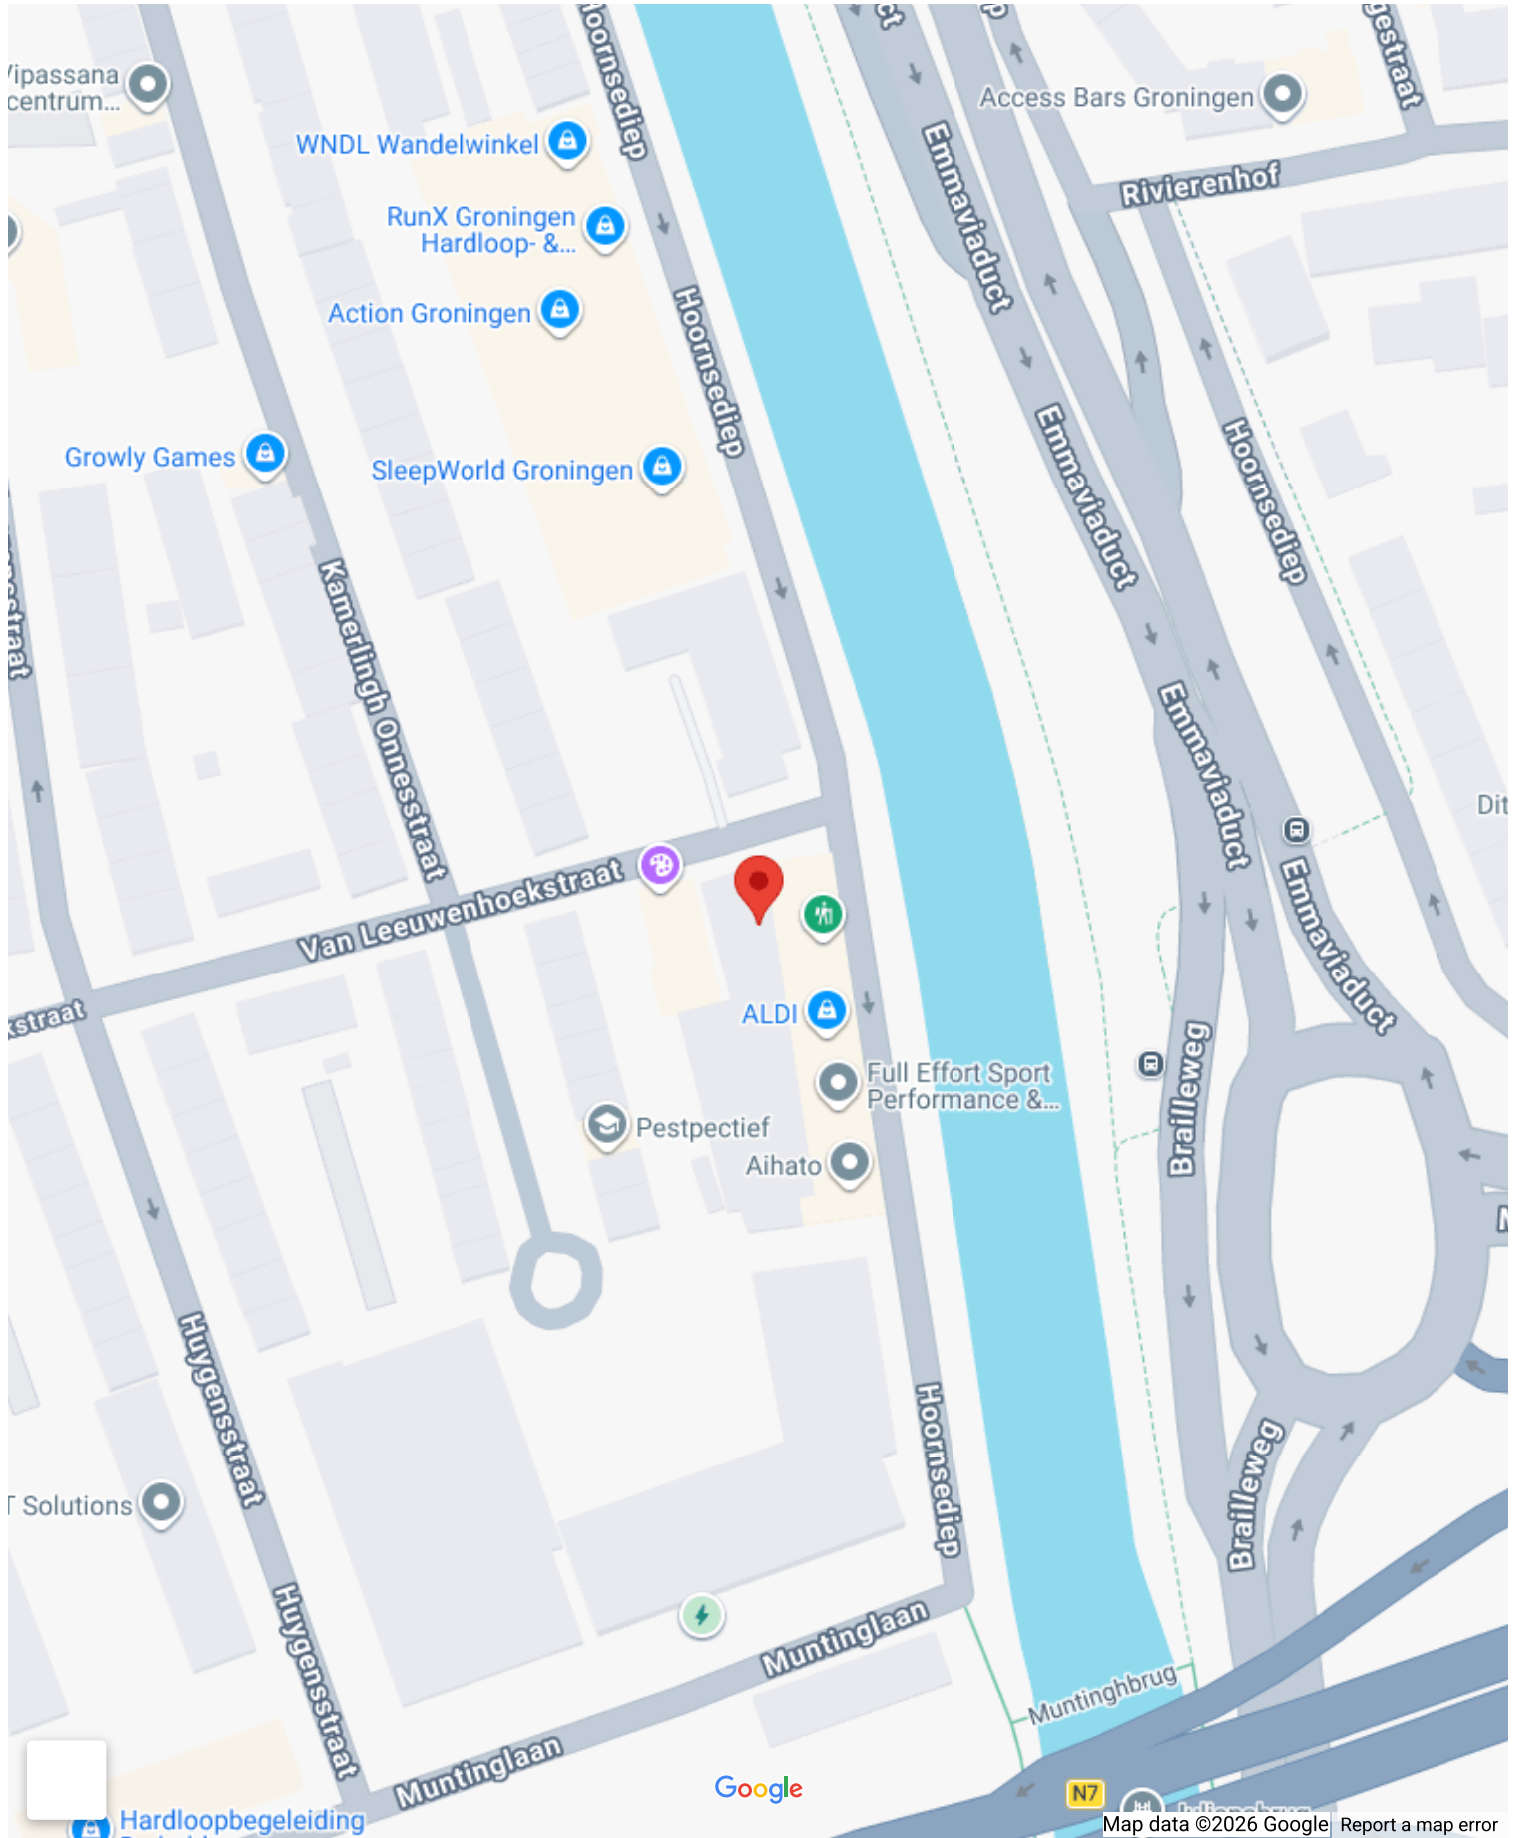 Hoornsediep
Access Bars Groningen
WNDL Wandelwinkel
Emmaviaduct
Rivierenhof
RunX Groningen
Hardloop- &...
Action Groningen
Hoornsediep
Emmaviaduct
Hoornsediep
Growly Games
SleepWorld Groningen
Kamerlingh Onnesstraat
Emmaviaduct
Van Leeuwenhoekstraat
Emmaviaduct
ALDI
Brailleweg
Full Effort Sport
Performance &...
Pestpectief
Aihato
Huygensstraat
Hoornsediep
Brailleweg
T Solutions
Huygensstraat
Muntinglaan
Muntinghbrug
Muntinglaan
Google
N7
Hardloopbegeleiding
Map data ©2026 Google
Report a map error
centrum...